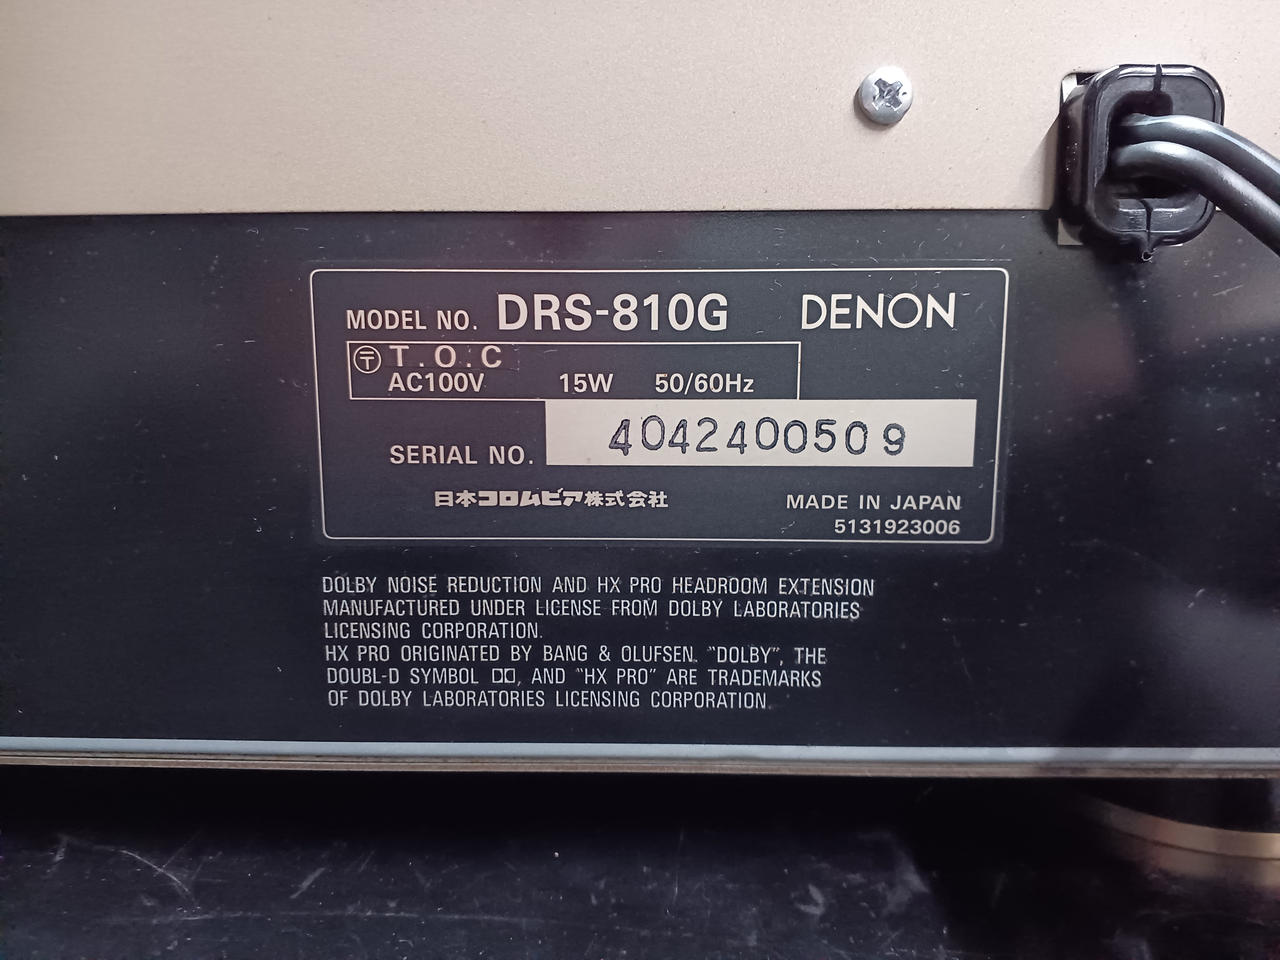 MODEL NO. DRS-810G DENON
〒 T.O.C
AC100V 15W 50/60Hz
SERIAL NO. 4042400509
日本コロムビア株式会社 MADE IN JAPAN
5131923006
DOLBY NOISE REDUCTION AND HX PRO HEADROOM EXTENSION
MANUFACTURED UNDER LICENSE FROM DOLBY LABORATORIES
LICENSING CORPORATION.
HX PRO ORIGINATED BY BANG & OLUFSEN. "DOLBY", THE
DOUBL-D SYMBOL DD, AND "HX PRO" ARE TRADEMARKS
OF DOLBY LABORATORIES LICENSING CORPORATION.